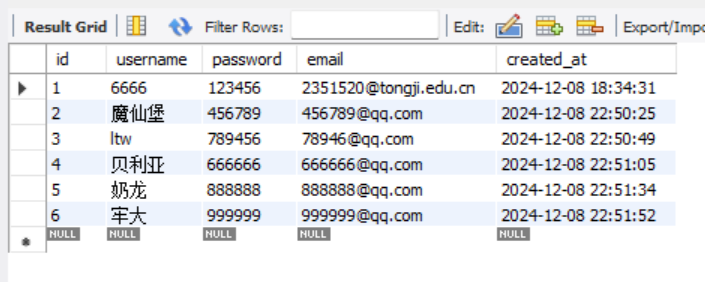 Result Grid Filter Rows: Edit: Export/Impo
id username password email created_at
1 6666 123456 2351520@tongji.edu.cn 2024-12-08 18:34:31
2 魔仙堡 456789 456789@qq.com 2024-12-08 22:50:25
3 ltw 789456 78946@qq.com 2024-12-08 22:50:49
4 贝利亚 666666 666666@qq.com 2024-12-08 22:51:05
5 奶龙 888888 888888@qq.com 2024-12-08 22:51:34
6 牢大 999999 999999@qq.com 2024-12-08 22:51:52
NULL NULL NULL NULL NULL